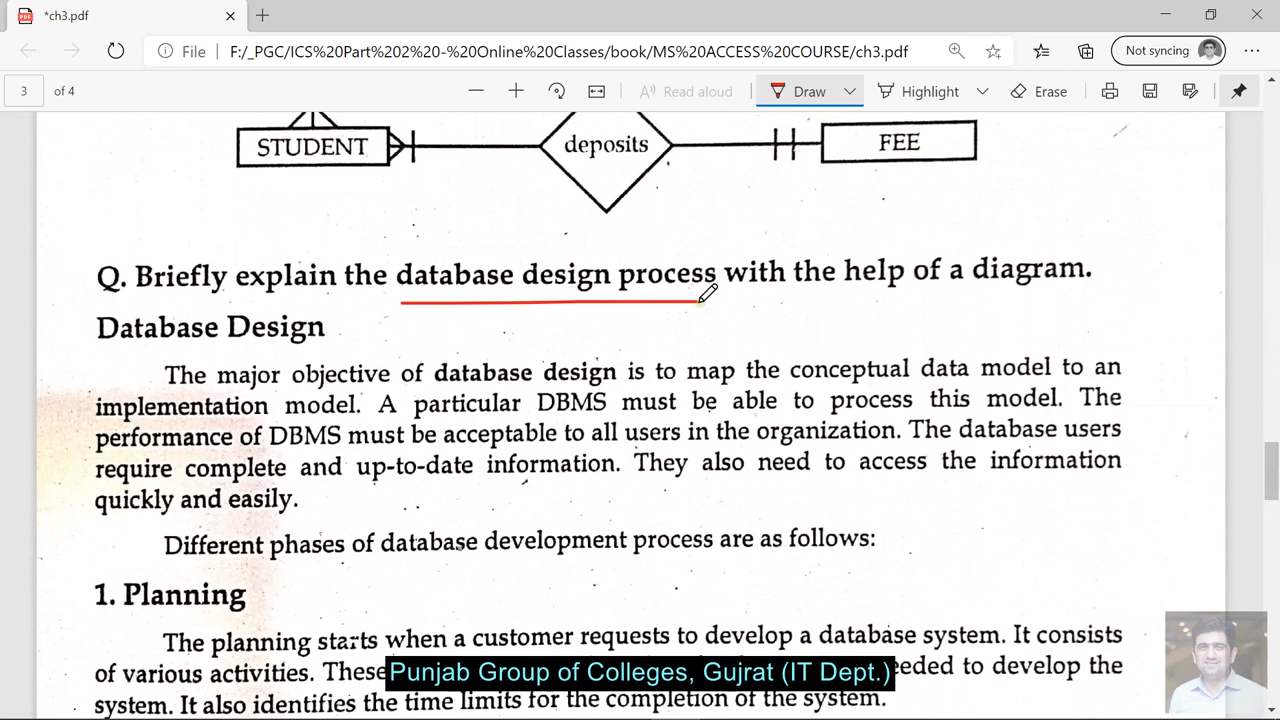 *ch3.pdf
File
F:/_PGC/ICS%20Part%202%20-%20Online%20Classes/book/MS%20ACCESS%20COURSE/ch3.pdf
Not syncing
3 of 4
Read aloud
Draw
Highlight
Erase
STUDENT
deposits
FEE
Q. Briefly explain the database design process with the help of a diagram.
Database Design
The major objective of database design is to map the conceptual data model to an
implementation model. A particular DBMS must be able to process this model. The
performance of DBMS must be acceptable to all users in the organization. The database users
require complete and up-to-date information. They also need to access the information
quickly and easily.
Different phases of database development process are as follows:
1. Planning
The planning starts when a customer requests to develop a database system. It consists
of various activities. These
eeded to develop the
Punjab Group of Colleges, Gujrat (IT Dept.)
system. It also identifies the time limits for the completion of the system.